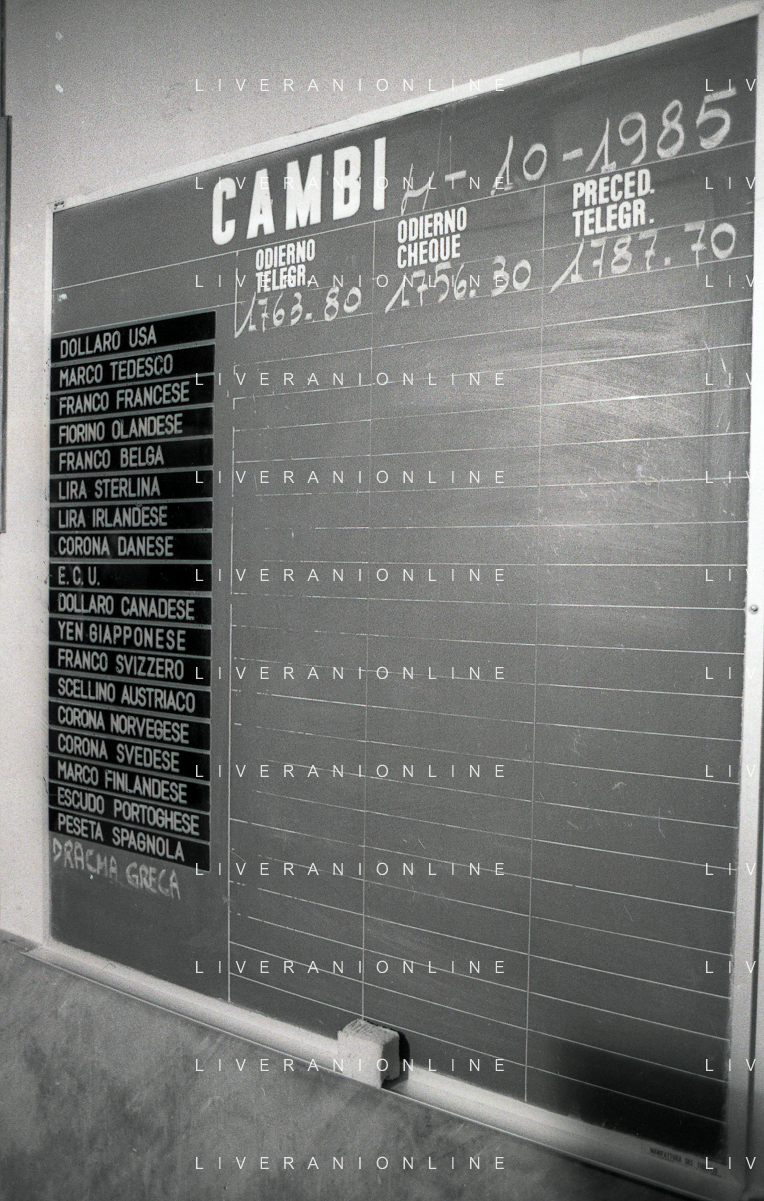 CAMBI 4-10-1985
ODIERNO TELEGR.
ODIERNO CHEQUE
PRECED. TELEGR.
1763.80 1756.30 1787.70
DOLLARO USA
MARCO TEDESCO
FRANCO FRANCESE
FIORINO OLANDESE
FRANCO BELGA
LIRA STERLINA
LIRA IRLANDESE
CORONA DANESE
E.C.U.
DOLLARO CANADESE
YEN GIAPPONESE
FRANCO SVIZZERO
SCELLINO AUSTRIACO
CORONA NORVEGESE
CORONA SVEDESE
MARCO FINLANDESE
ESCUDO PORTOGHESE
PESETA SPAGNOLA
DRACMA GRECA
LIVERANIONLINE